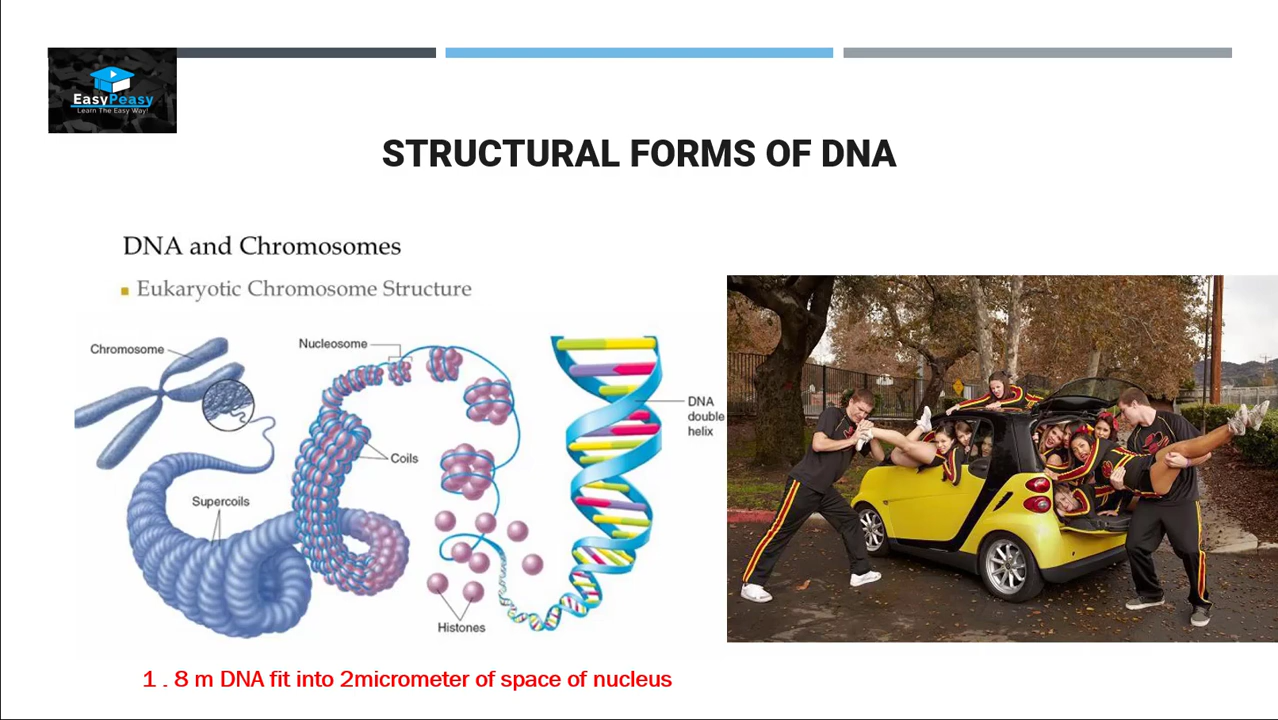 EasyPeasy
Learn The Easy Way!
STRUCTURAL FORMS OF DNA
DNA and Chromosomes
Eukaryotic Chromosome Structure
Chromosome
Nucleosome
DNA
double
helix
Coils
Supercoils
Histones
1 . 8 m DNA fit into 2micrometer of space of nucleus